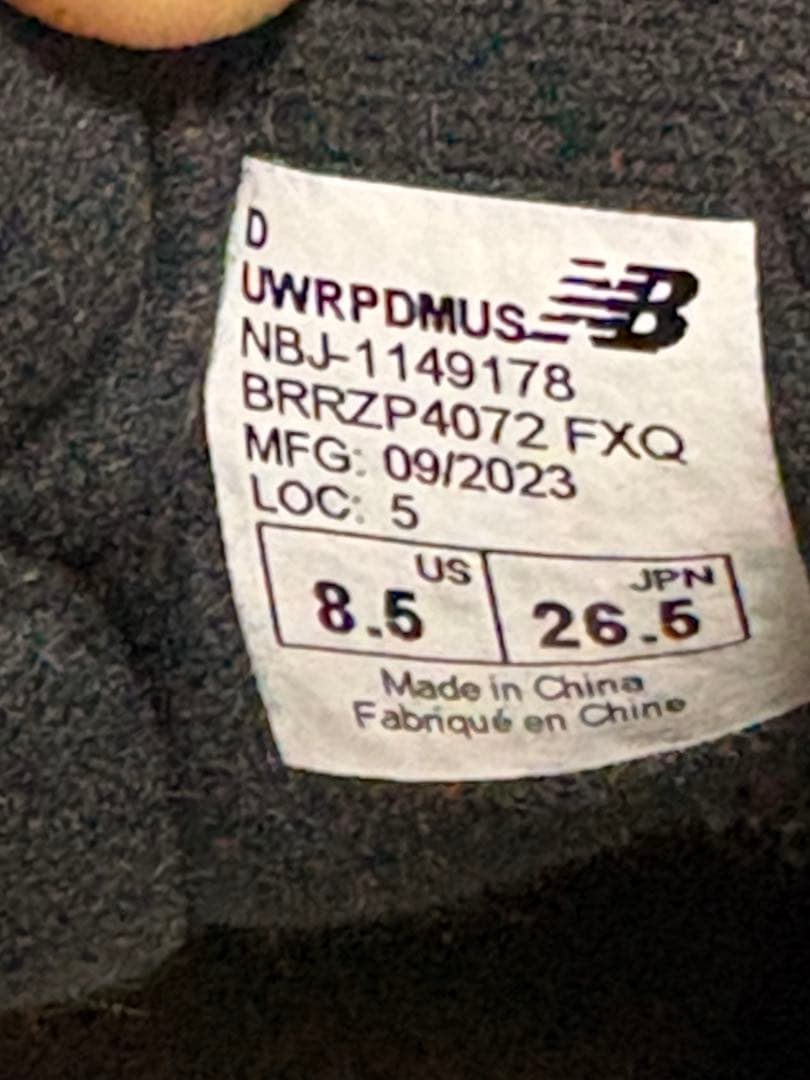 D
UWRPDMUS
NB
NBJ-1149178
BRRZP4072 FXQ
MFG: 09/2023
LOC: 5
US JPN
8.5 26.5
Made in China
Fabriqué en Chine